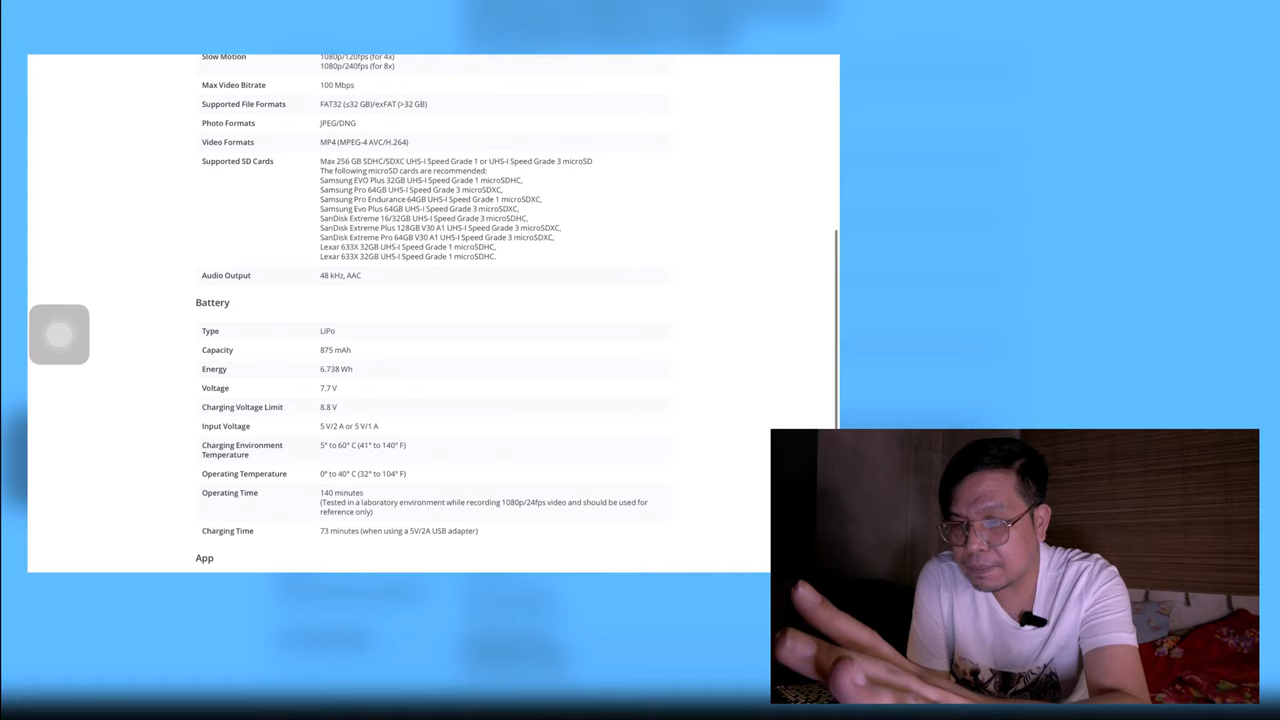 Slow Motion 1080p/120fps (for 4x)
1080p/240fps (for 8x)
Max Video Bitrate 100 Mbps
Supported File Formats FAT32 (≤32 GB)/exFAT (>32 GB)
Photo Formats JPEG/DNG
Video Formats MP4 (MPEG-4 AVC/H.264)
Supported SD Cards Max 256 GB SDHC/SDXC UHS-I Speed Grade 1 or UHS-I Speed Grade 3 microSD
The following microSD cards are recommended:
Samsung EVO Plus 32GB UHS-I Speed Grade 1 microSDHC,
Samsung Pro 64GB UHS-I Speed Grade 3 microSDXC,
Samsung Pro Endurance 64GB UHS-I Speed Grade 1 microSDXC,
Samsung Evo Plus 64GB UHS-I Speed Grade 3 microSDXC,
SanDisk Extreme 16/32GB UHS-I Speed Grade 3 microSDHC,
SanDisk Extreme Plus 128GB V30 A1 UHS-I Speed Grade 3 microSDXC,
SanDisk Extreme Pro 64GB V30 A1 UHS-I Speed Grade 3 microSDXC,
Lexar 633X 32GB UHS-I Speed Grade 1 microSDHC,
Lexar 633X 32GB UHS-I Speed Grade 1 microSDHC.
Audio Output 48 kHz, AAC
Battery
Type LiPo
Capacity 875 mAh
Energy 6.738 Wh
Voltage 7.7 V
Charging Voltage Limit 8.8 V
Input Voltage 5 V/2 A or 5 V/1 A
Charging Environment 5° to 60° C (41° to 140° F)
Temperature
Operating Temperature 0° to 40° C (32° to 104° F)
Operating Time 140 minutes
(Tested in a laboratory environment while recording 1080p/24fps video and should be used for
reference only)
Charging Time 73 minutes (when using a 5V/2A USB adapter)
App